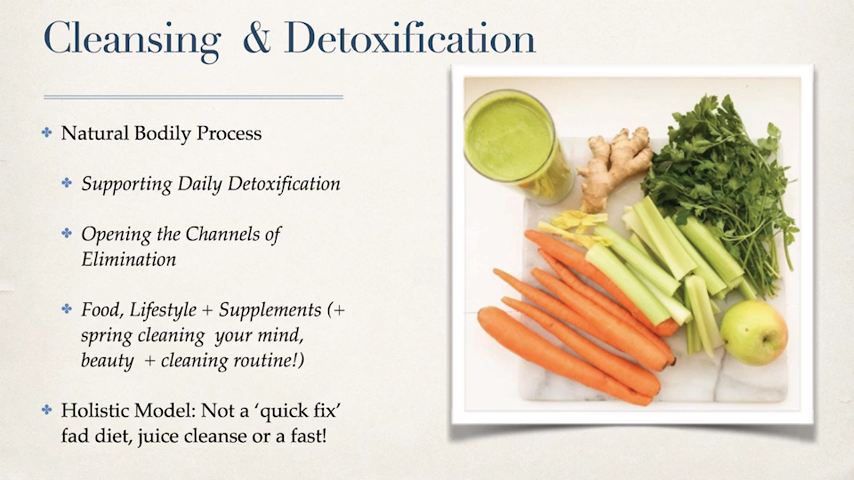 Cleansing & Detoxification
Natural Bodily Process
Supporting Daily Detoxification
Opening the Channels of
Elimination
Food, Lifestyle + Supplements (+
spring cleaning your mind,
beauty + cleaning routine!)
Holistic Model: Not a ‘quick fix’
fad diet, juice cleanse or a fast!